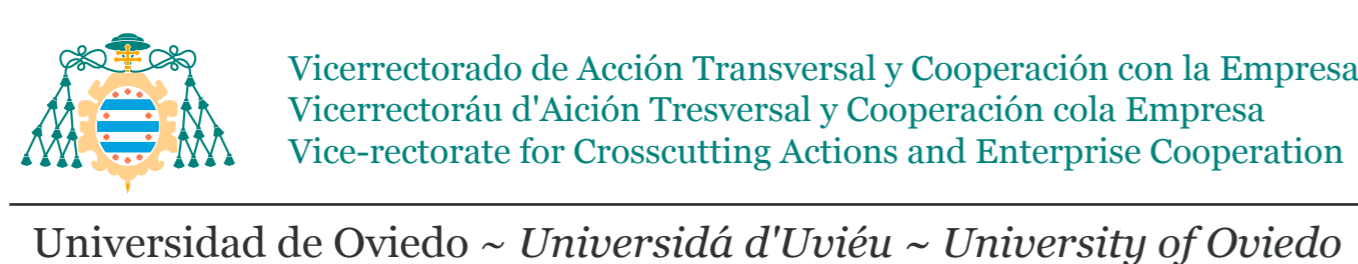 Vicerrectorado de Acción Transversal y Cooperación con la Empresa
Vicerrectoráu d'Aición Tresversal y Cooperación cola Empresa
Vice-rectorate for Crosscutting Actions and Enterprise Cooperation
Universidad de Oviedo ~ Universidá d'Uviéu ~ University of Oviedo